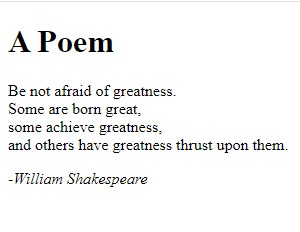 A Poem
Be not afraid of greatness.
Some are born great,
some achieve greatness,
and others have greatness thrust upon them.
-William Shakespeare